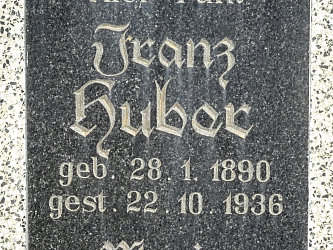 Franz
Huber
geb. 28. 1. 1890
gest. 22. 10. 1936